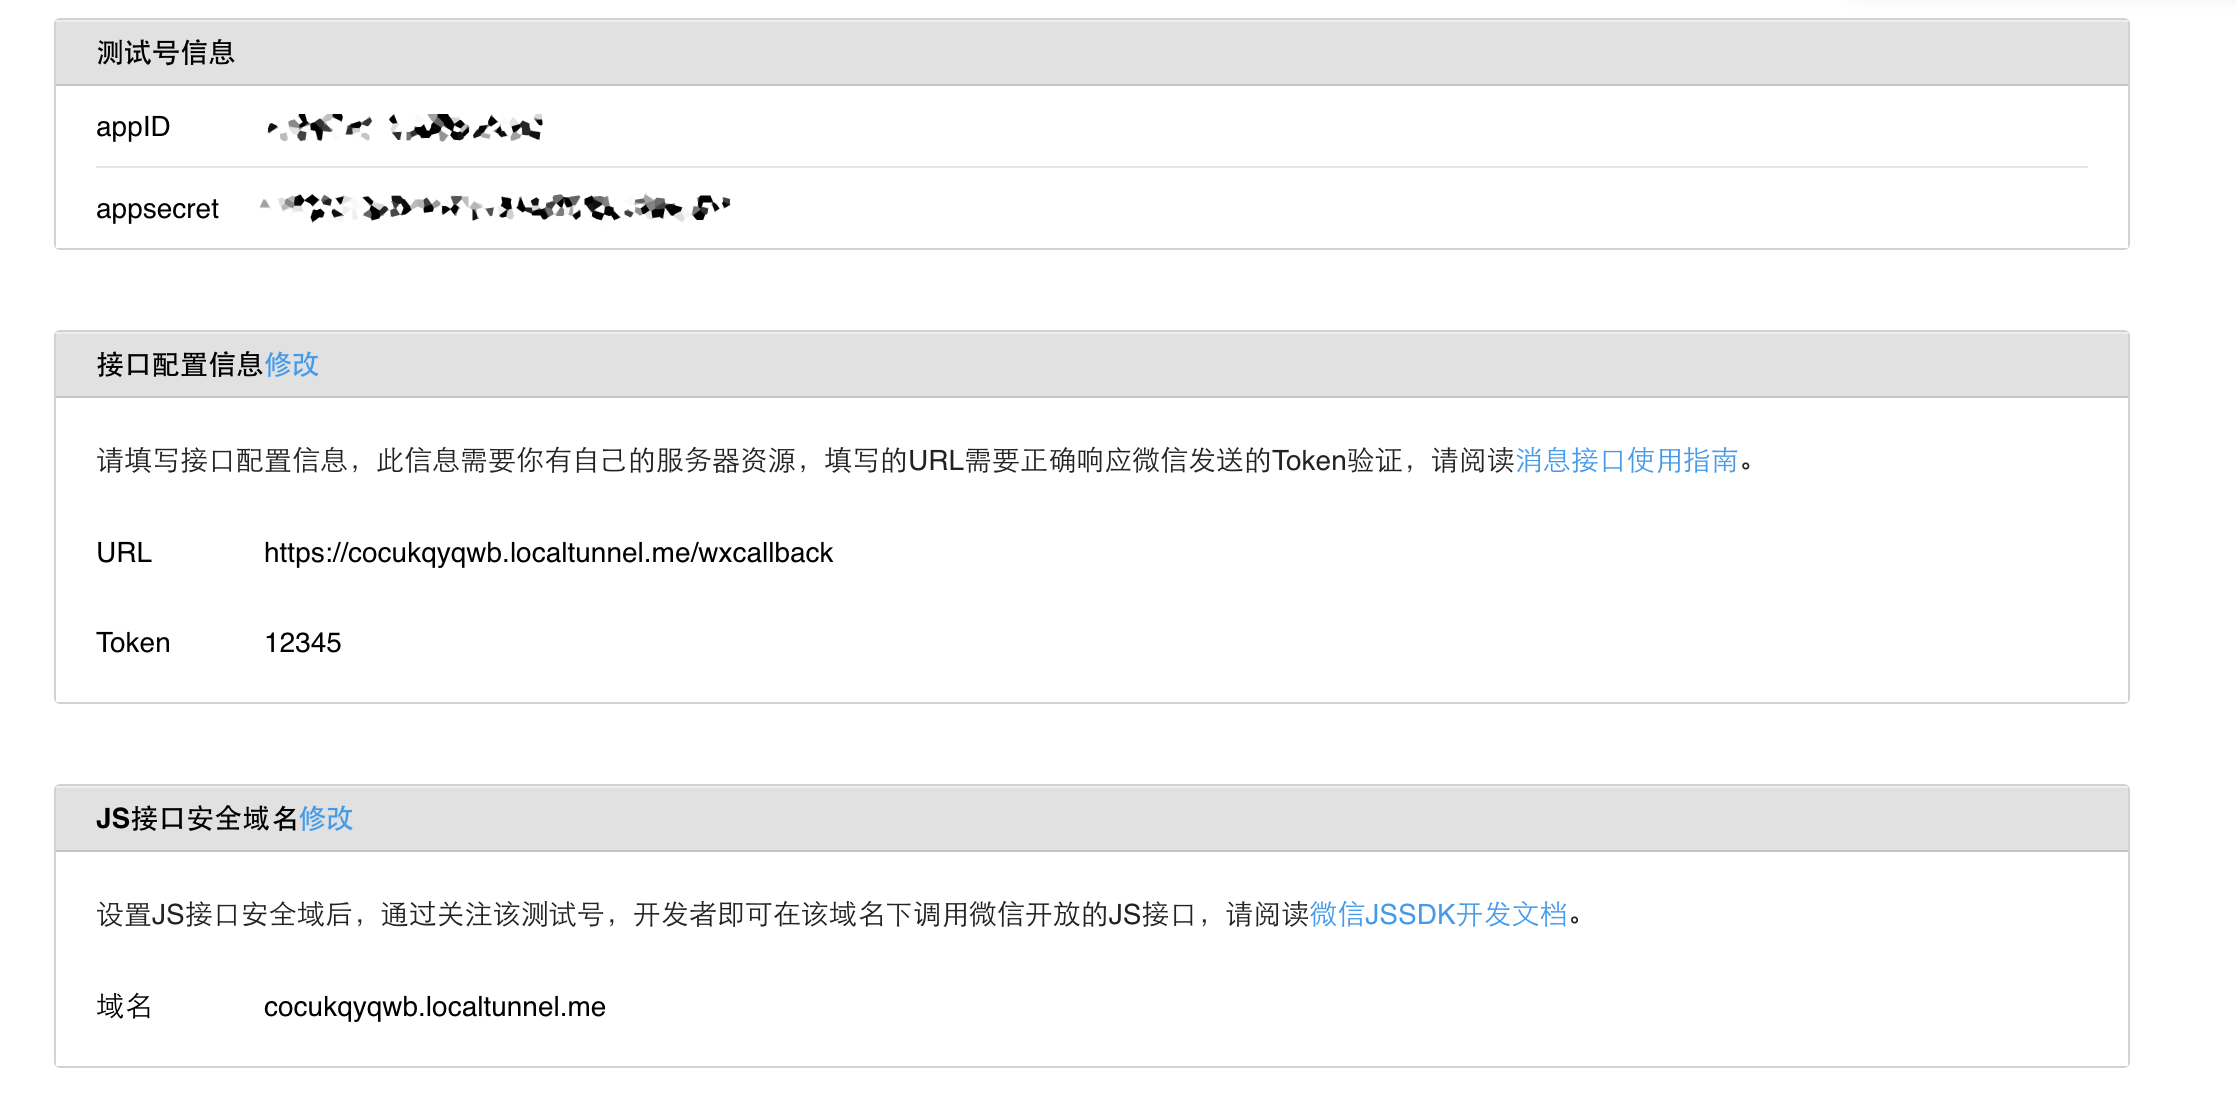 测试号信息
appID
appsecret
接口配置信息修改
请填写接口配置信息，此信息需要你有自己的服务器资源，填写的URL需要正确响应微信发送的Token验证，请阅读消息接口使用指南。
URL https://cocukqyqwb.localtunnel.me/wxcallback
Token 12345
JS接口安全域名修改
设置JS接口安全域后，通过关注该测试号，开发者即可在该域名下调用微信开放的JS接口，请阅读微信JSSDK开发文档。
域名 cocukqyqwb.localtunnel.me